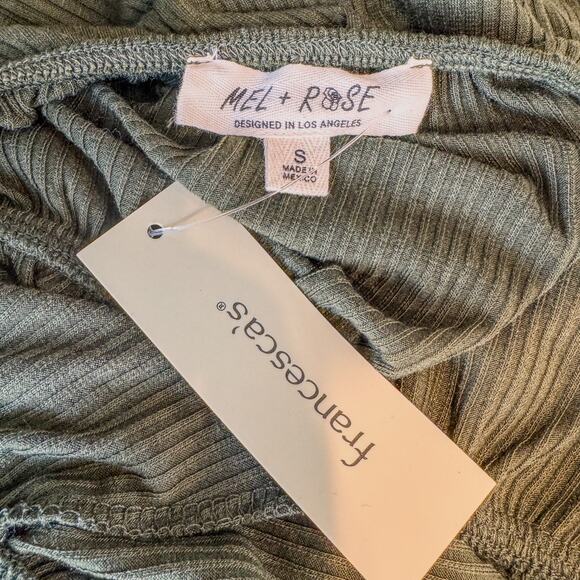 MEL + ROSE
DESIGNED IN LOS ANGELES
S
MADE IN
MEXICO
francesca's®